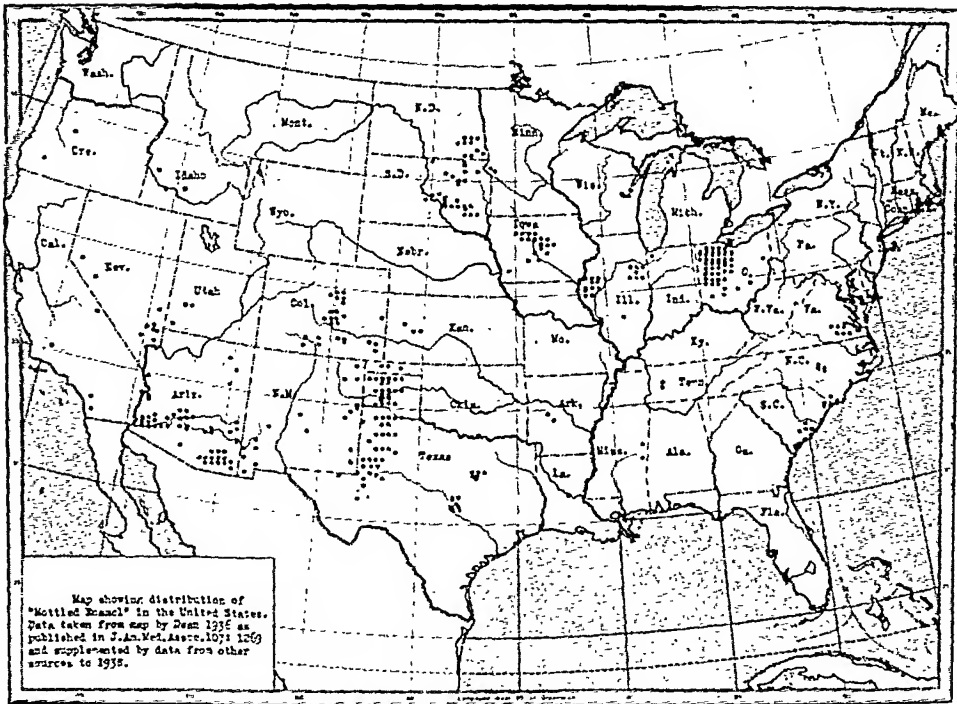 Wash.
Mont.
N.D.
Minn.
Me.
Ore.
Idaho
S.D.
Wis.
Mich.
N.Y.
Mass.
Wyo.
Iowa
Nebr.
Pa.
Cal.
Nev.
Utah
Col.
Kan.
Mo.
Ill.
Ind.
O.
W.Va.
Va.
Ky.
Ariz.
N.M.
Okla.
Ark.
Tenn.
N.C.
S.C.
Texas
La.
Miss.
Ala.
Ga.
Fla.
Map showing distribution of
"Mottled Enamel" in the United States.
Data taken from map by Dean 1936 as
published in J.Am.Med.Assoc.107: 1269
and supplemented by data from other
sources to 1938.